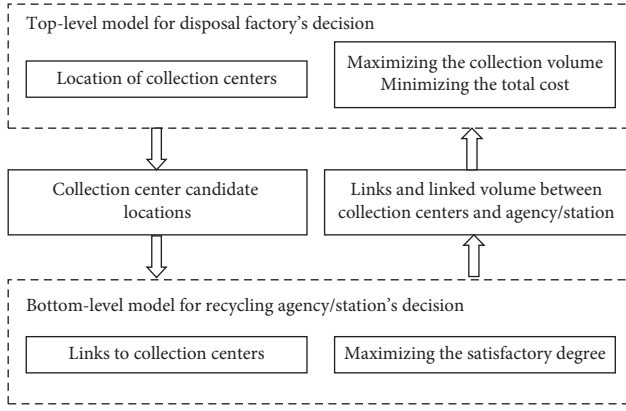 Top-level model for disposal factory's decision
Location of collection centers
Maximizing the collection volume
Minimizing the total cost
Collection center candidate
locations
Links and linked volume between
collection centers and agency/station
Bottom-level model for recycling agency/station's decision
Links to collection centers
Maximizing the satisfactory degree